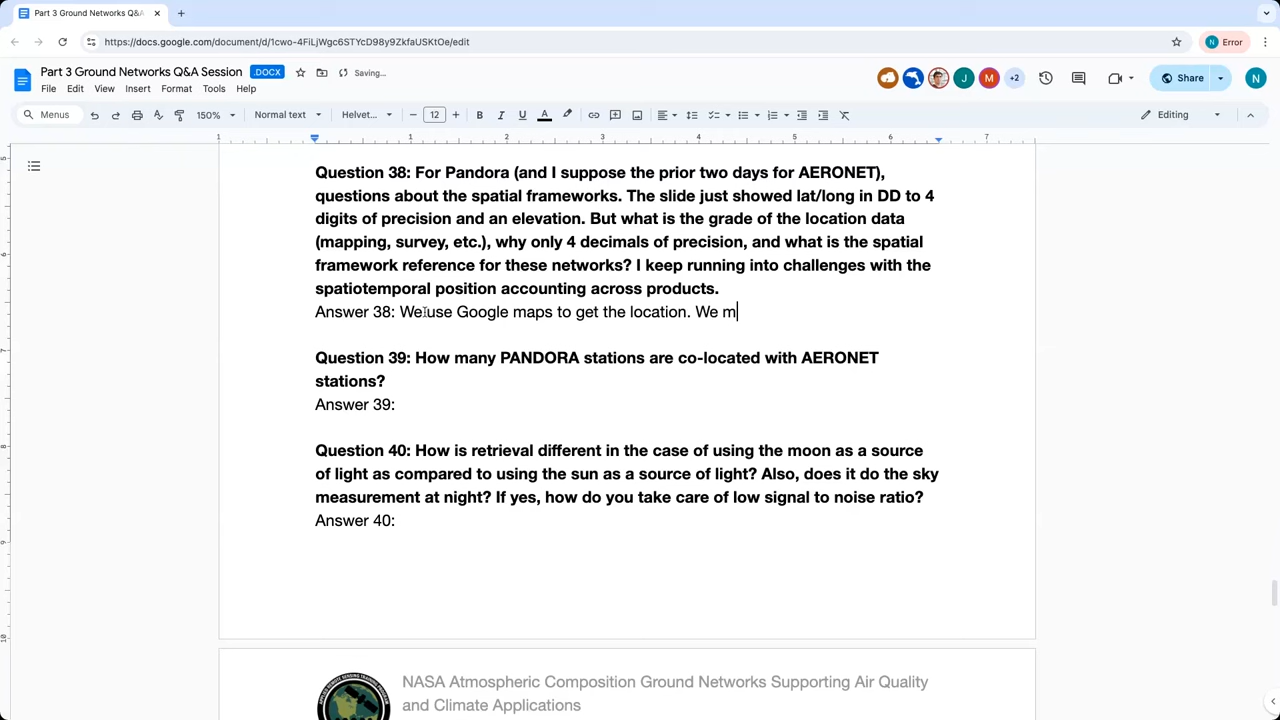 Part 3 Ground Networks Q&A
https://docs.google.com/document/d/1cwo-4FiLjWgc6STYcD98y9ZkfaUSKtOe/edit
N Error
Part 3 Ground Networks Q&A Session .DOCX Saving...
File Edit View Insert Format Tools Help
J M +2 Share N
Menus 150% Normal text Helvet... 12 B I U A Editing
1 1 2 3 4 5 6 7
Question 38: For Pandora (and I suppose the prior two days for AERONET),
questions about the spatial frameworks. The slide just showed lat/long in DD to 4
digits of precision and an elevation. But what is the grade of the location data
(mapping, survey, etc.), why only 4 decimals of precision, and what is the spatial
framework reference for these networks? I keep running into challenges with the
spatiotemporal position accounting across products.
Answer 38: We use Google maps to get the location. We m
Question 39: How many PANDORA stations are co-located with AERONET
stations?
Answer 39:
Question 40: How is retrieval different in the case of using the moon as a source
of light as compared to using the sun as a source of light? Also, does it do the sky
measurement at night? If yes, how do you take care of low signal to noise ratio?
Answer 40:
NASA Atmospheric Composition Ground Networks Supporting Air Quality
and Climate Applications